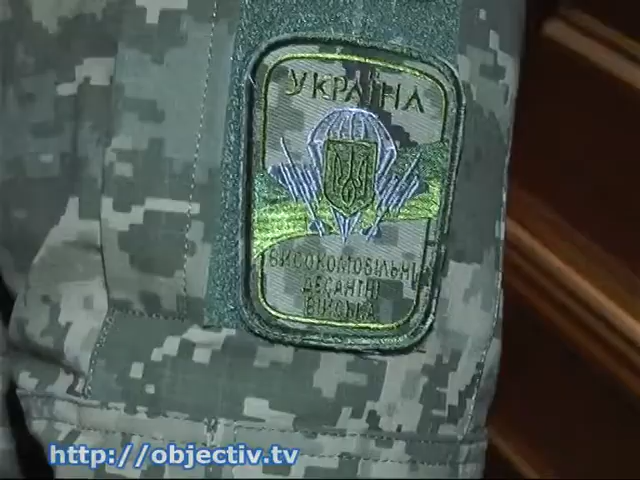 УКРАЇНА
ВИСОКОМОБІЛЬНІ
ДЕСАНТНІ
ВІЙСЬКА
http://objectiv.tv